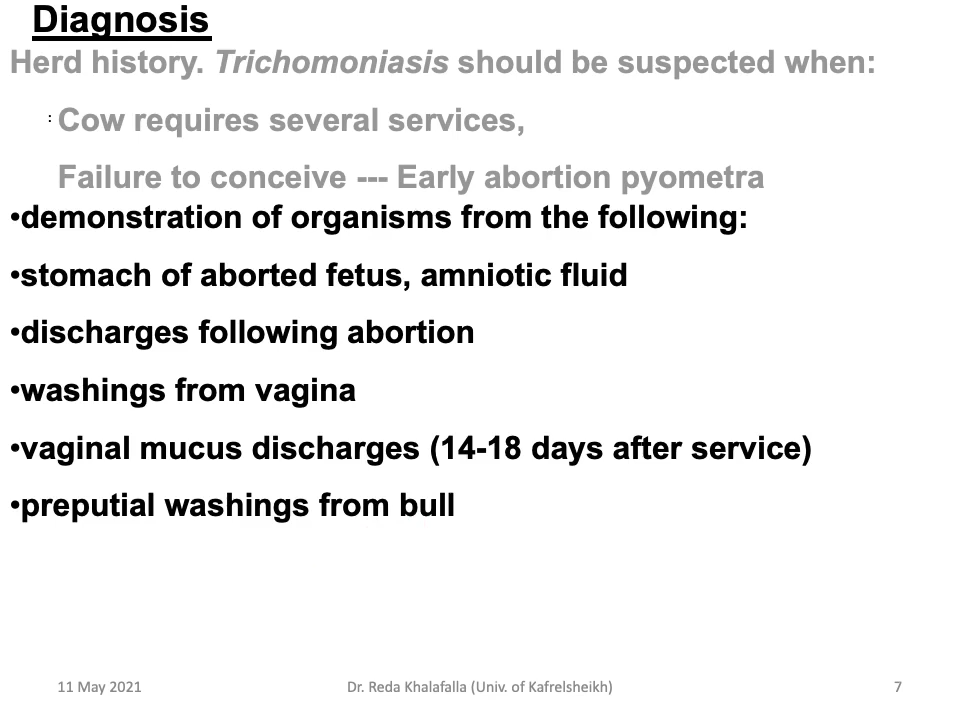 Diagnosis
Herd history. Trichomoniasis should be suspected when:
: Cow requires several services,
Failure to conceive --- Early abortion pyometra
•demonstration of organisms from the following:
•stomach of aborted fetus, amniotic fluid
•discharges following abortion
•washings from vagina
•vaginal mucus discharges (14-18 days after service)
•preputial washings from bull
11 May 2021
Dr. Reda Khalafalla (Univ. of Kafrelsheikh)
7